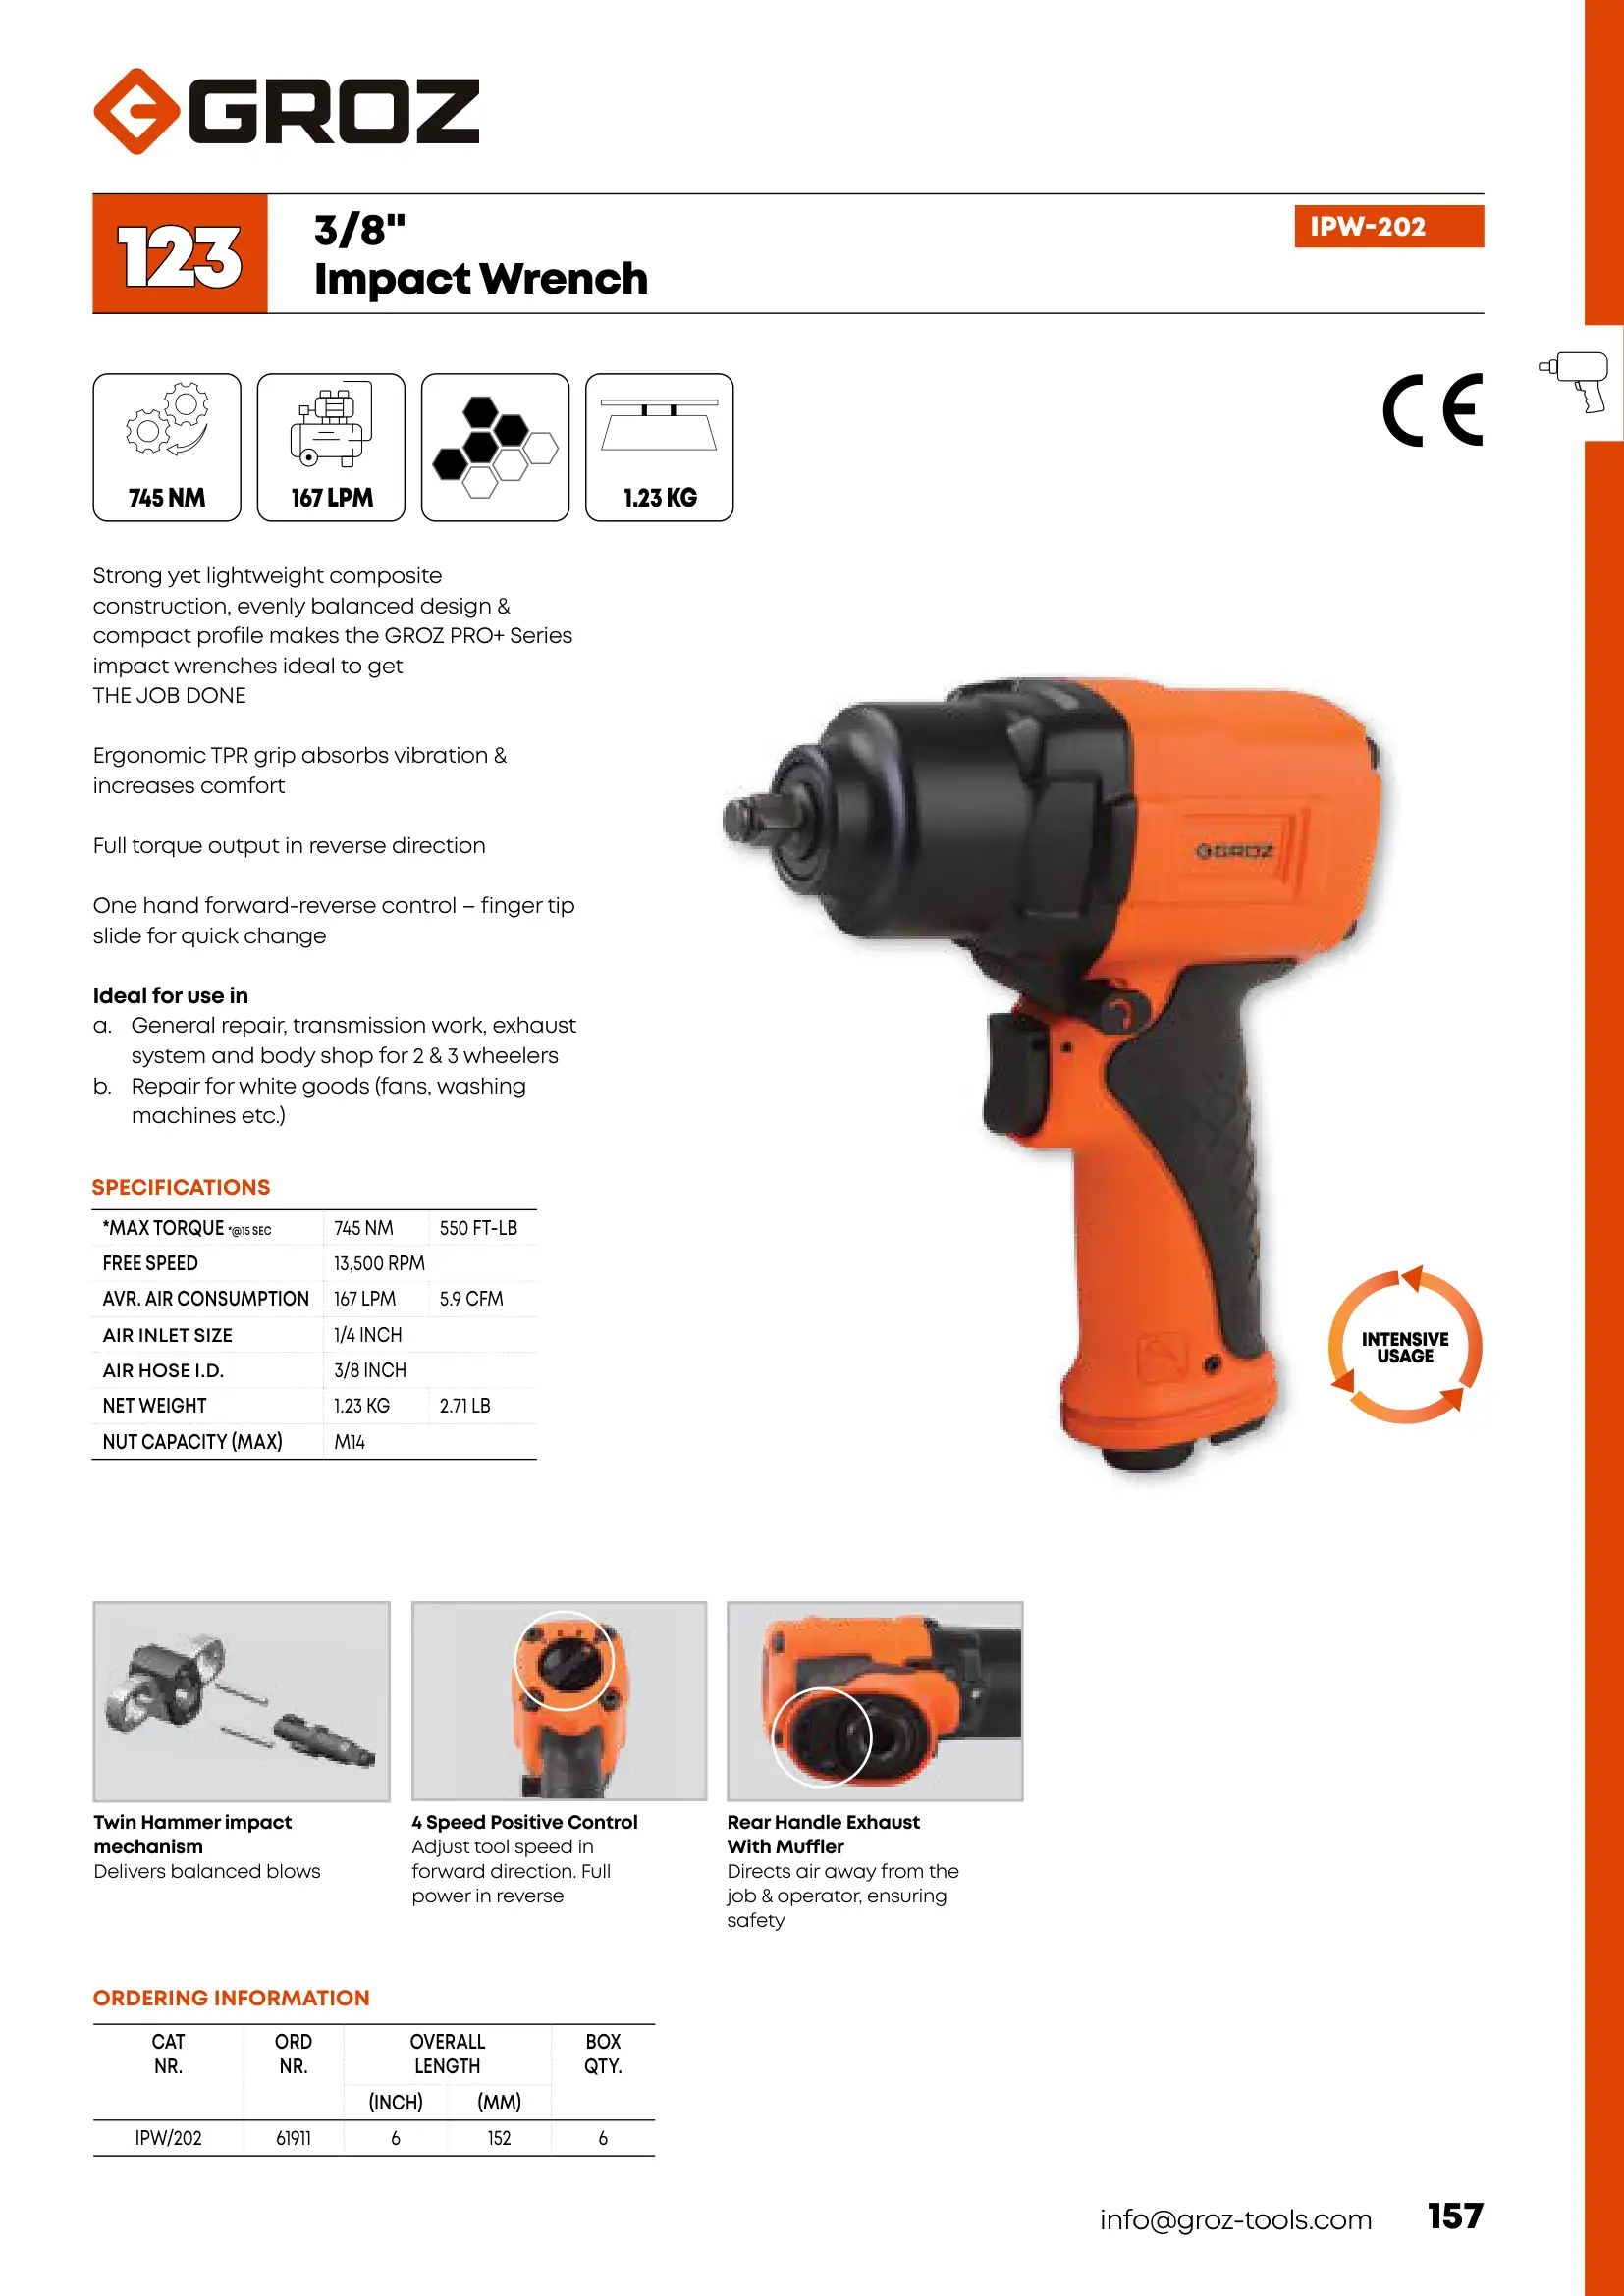 GROZ
123
3/8"
Impact Wrench
IPW-202
745 NM
167 LPM
1.23 KG
CE
Strong yet lightweight composite
construction, evenly balanced design &
compact profile makes the GROZ PRO+ Series
impact wrenches ideal to get
THE JOB DONE
Ergonomic TPR grip absorbs vibration &
increases comfort
Full torque output in reverse direction
One hand forward-reverse control – finger tip
slide for quick change
Ideal for use in
a. General repair, transmission work, exhaust
system and body shop for 2 & 3 wheelers
b. Repair for white goods (fans, washing
machines etc.)
GROZ
SPECIFICATIONS
*MAX TORQUE *@15 SEC 745 NM 550 FT-LB
FREE SPEED 13,500 RPM
AVR. AIR CONSUMPTION 167 LPM 5.9 CFM
AIR INLET SIZE 1/4 INCH
AIR HOSE I.D. 3/8 INCH
NET WEIGHT 1.23 KG 2.71 LB
NUT CAPACITY (MAX) M14
INTENSIVE
USAGE
Twin Hammer impact
mechanism
Delivers balanced blows
4 Speed Positive Control
Adjust tool speed in
forward direction. Full
power in reverse
Rear Handle Exhaust
With Muffler
Directs air away from the
job & operator, ensuring
safety
ORDERING INFORMATION
CAT ORD OVERALL BOX
NR. NR. LENGTH QTY.
(INCH) (MM)
IPW/202 61911 6 152 6
info@groz-tools.com 157